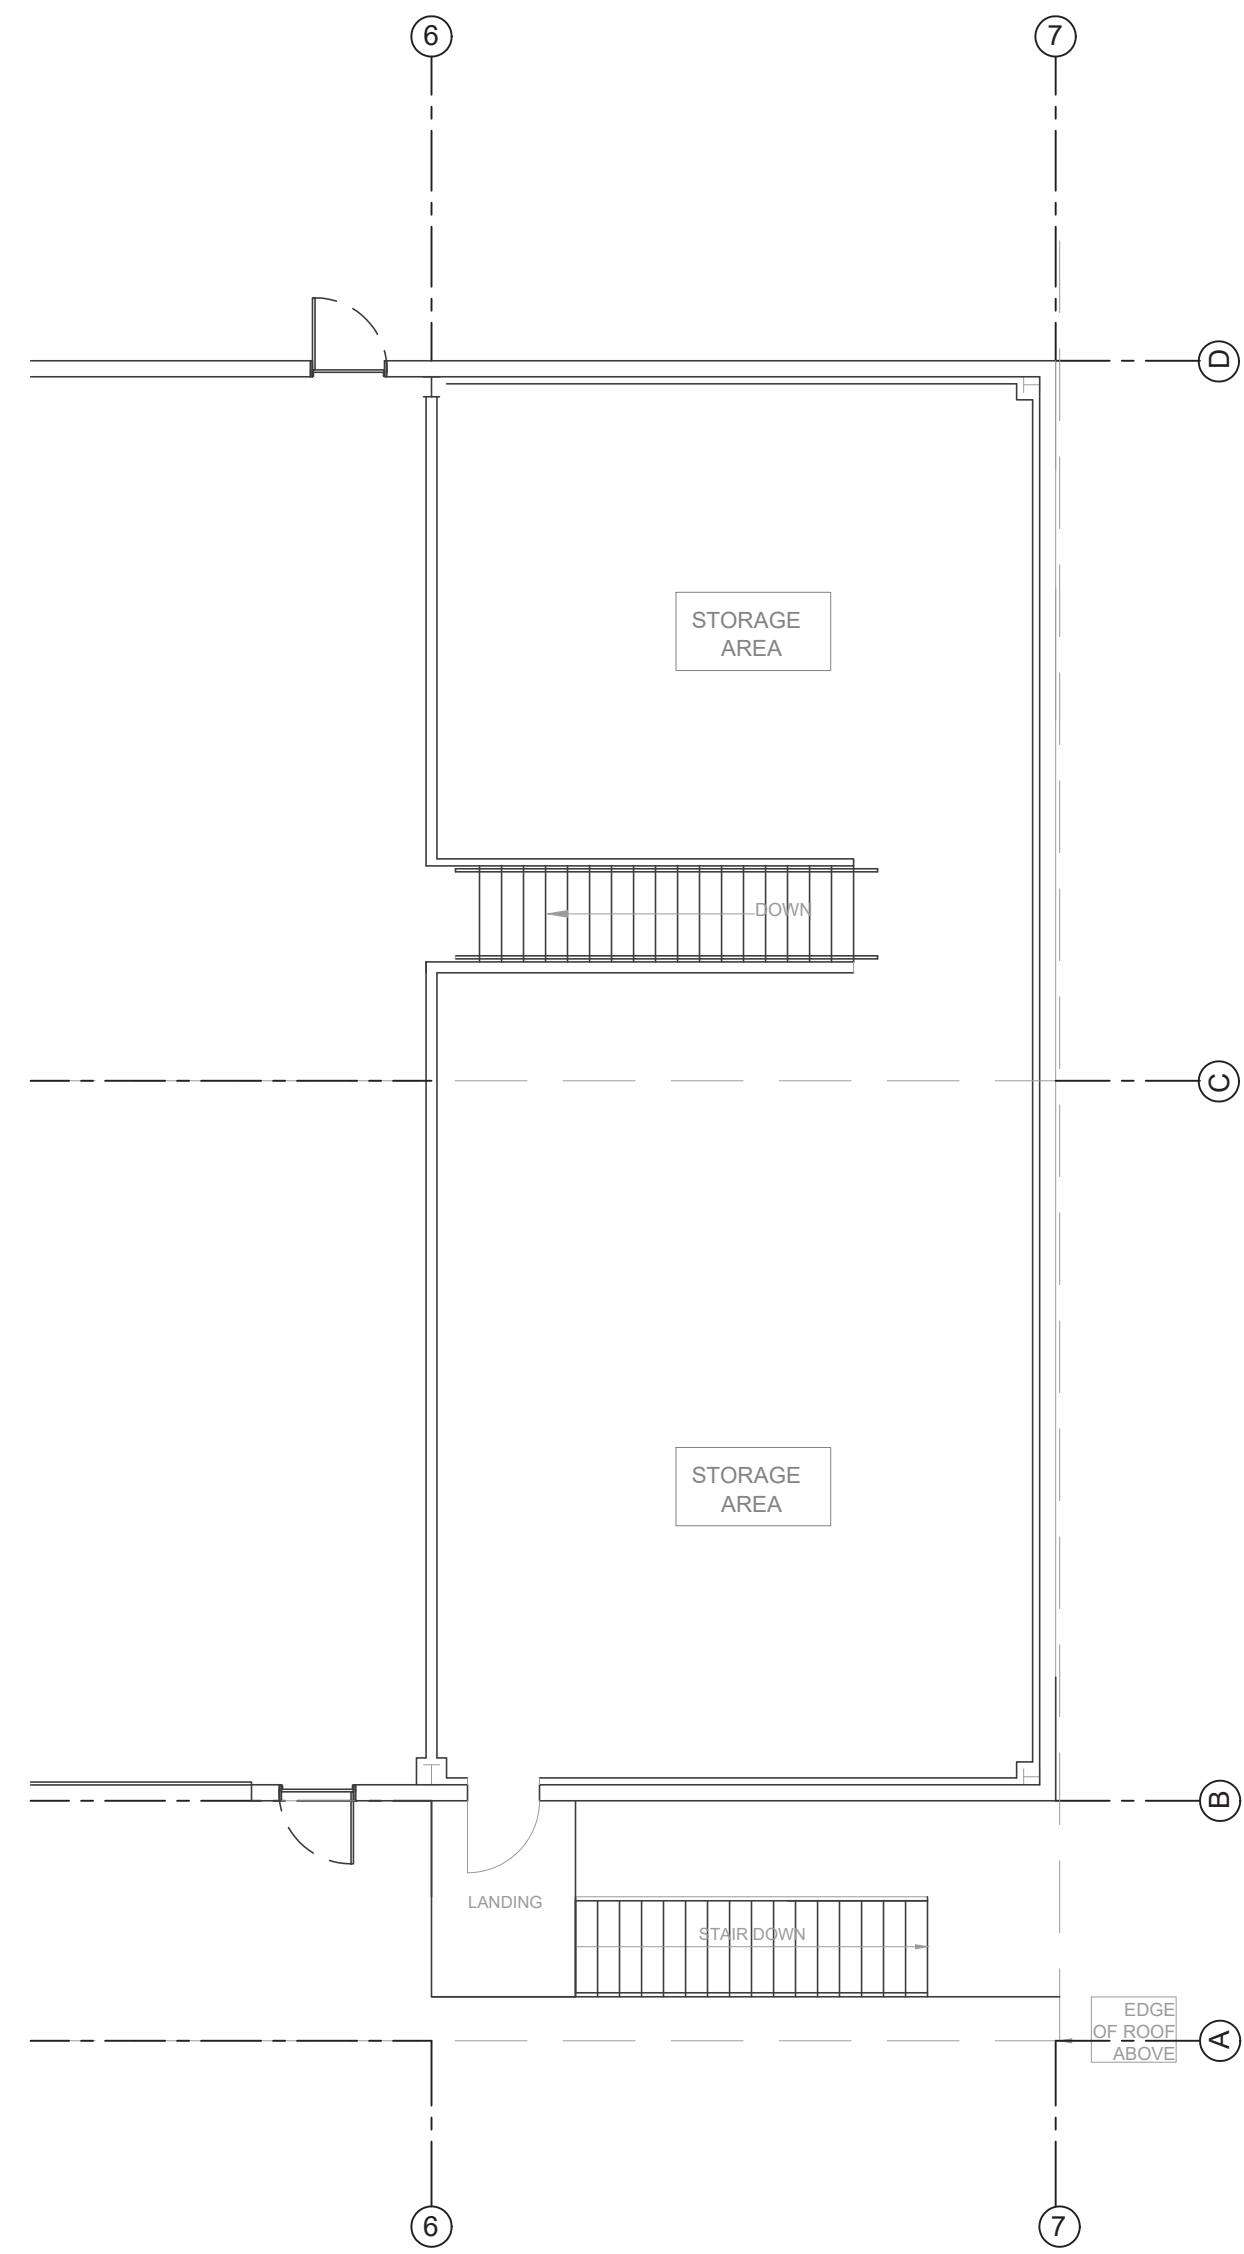 6
7
D
STORAGE
AREA
DOWN
C
STORAGE
AREA
B
LANDING
STAIR DOWN
EDGE
OF ROOF
ABOVE
A
6
7